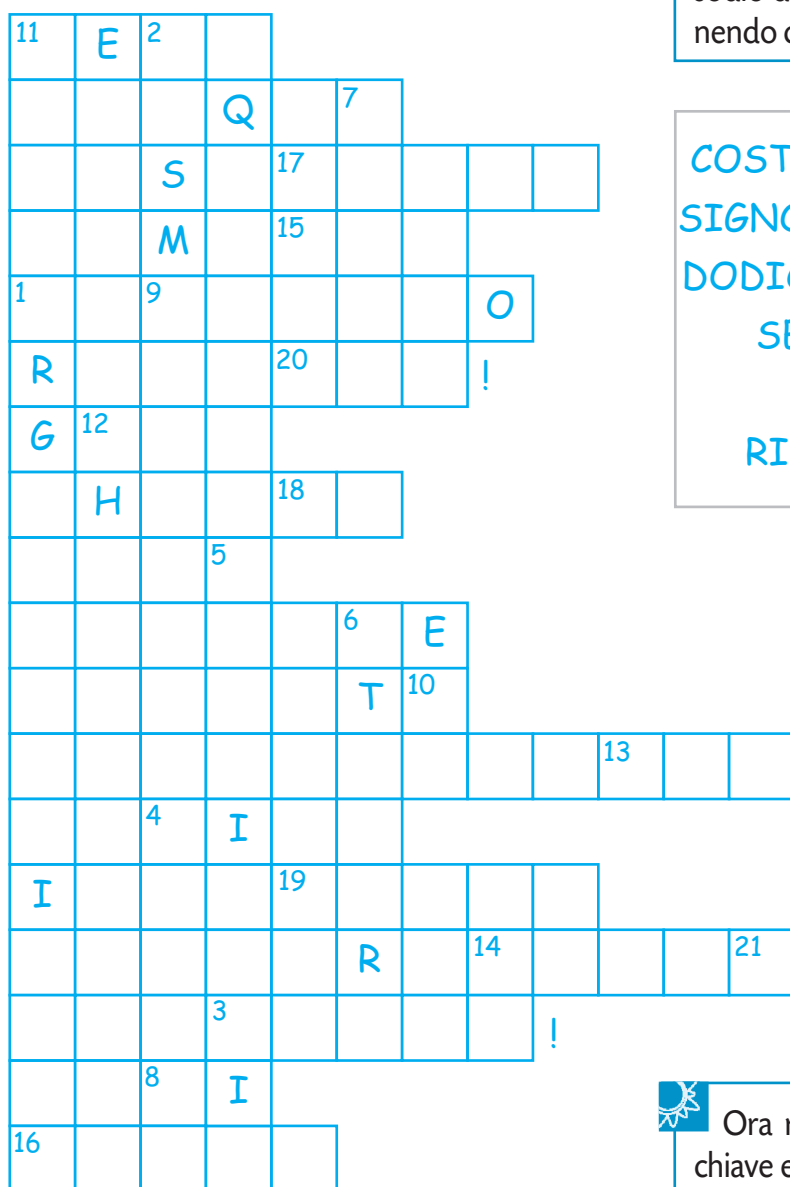 11 E 2
Q 7
S 17
M 15
1 9 O
R 20 !
G 12
H 18
5
6 E
T 10
13
4 I
I 19
R 14 21
3 !
8 I
16
nendo
COST
SIGN
DODI
SE
RI
Ora
chiave e